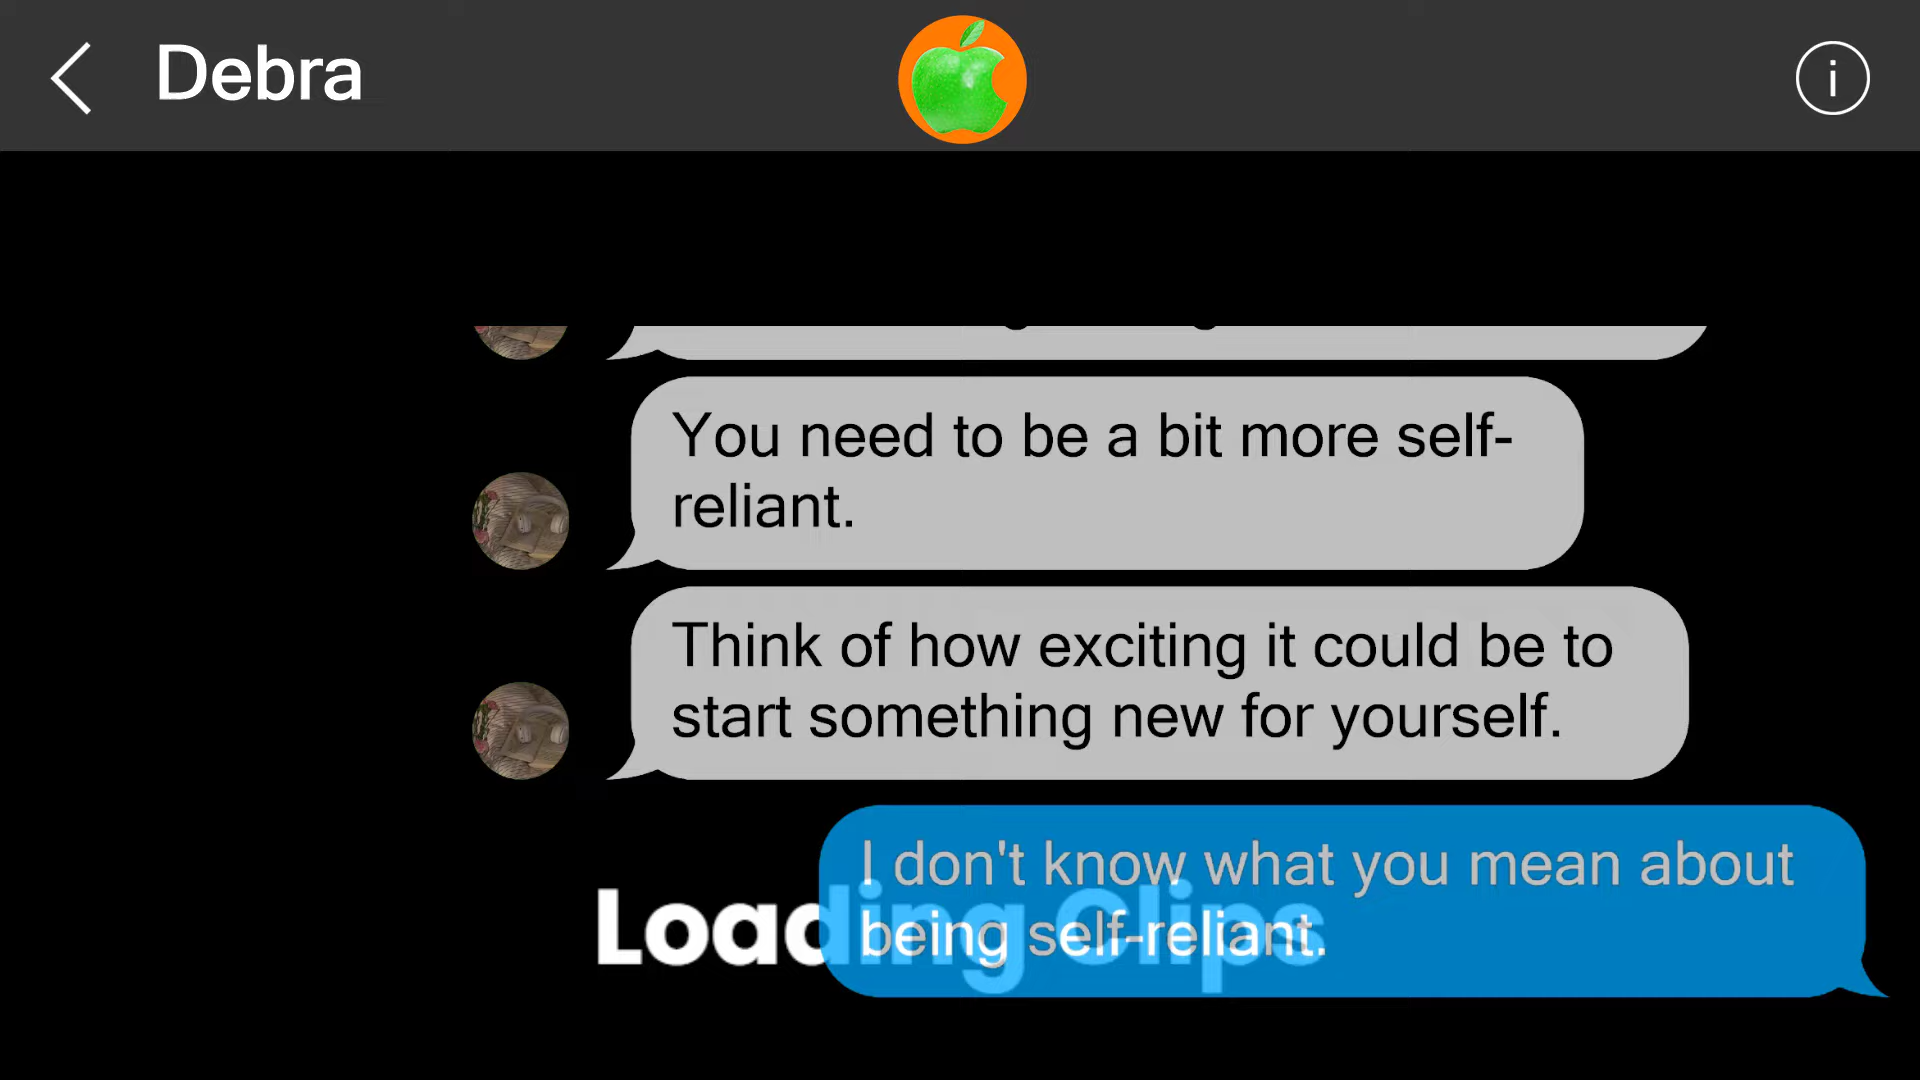 Debra
You need to be a bit more self-
reliant.
Think of how exciting it could be to
start something new for yourself.
I don't know what you mean about
being self-reliant.
Loading Clips